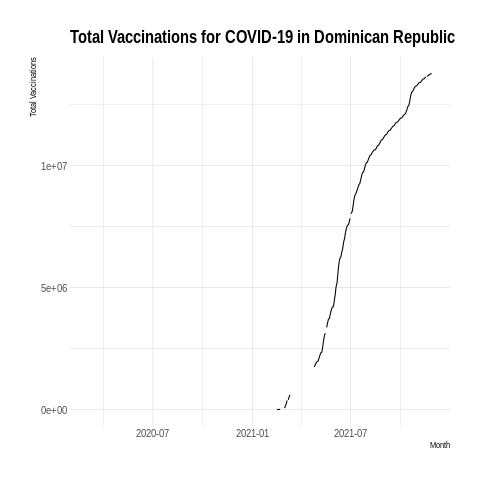 Total Vaccinations for COVID-19 in Dominican Republic
Total Vaccinations
1e+07
5e+06
0e+00
2020-07 2021-01 2021-07
Month